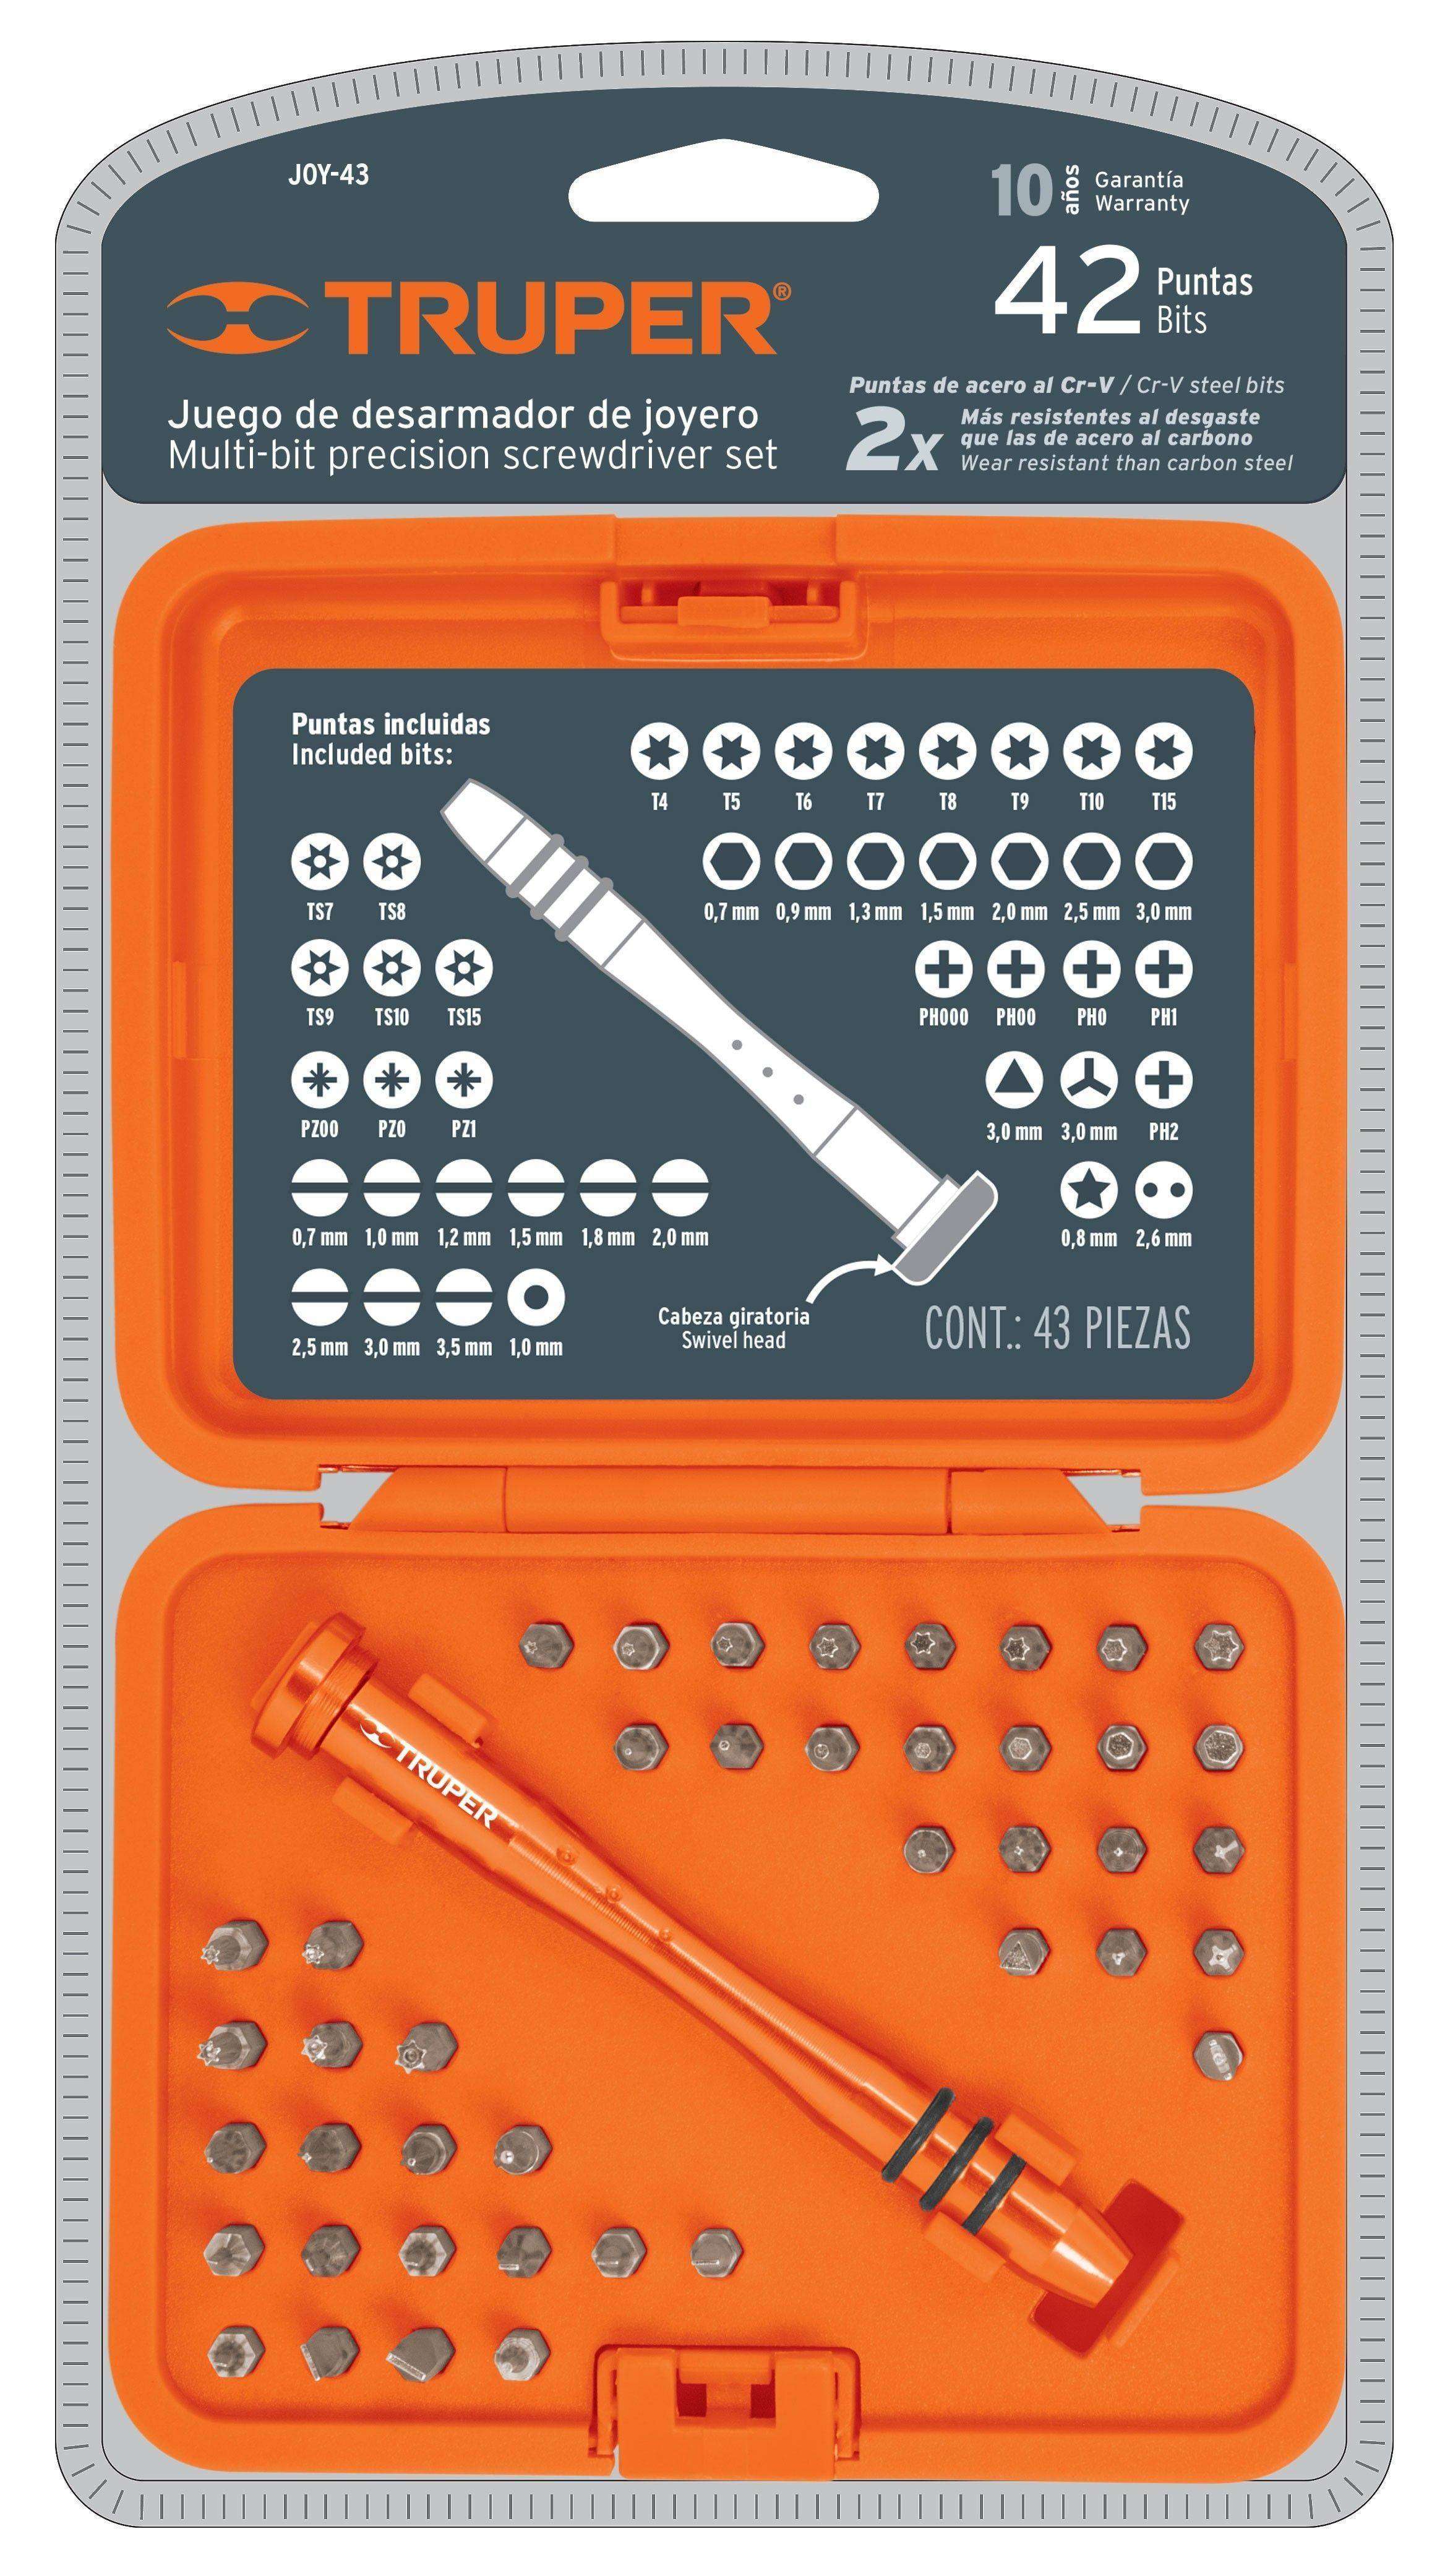 JOY-43
10 años Garantía
Warranty
42 Puntas
Bits
TRUPER®
Juego de desarmador de joyero
Multi-bit precision screwdriver set
Puntas de acero al Cr-V / Cr-V steel bits
2x Más resistentes al desgaste
que las de acero al carbono
Wear resistant than carbon steel
Puntas incluidas
Included bits:
T4 T5 T6 T7 T8 T9 T10 T15
TS7 TS8
0,7 mm 0,9 mm 1,3 mm 1,5 mm 2,0 mm 2,5 mm 3,0 mm
TS9 TS10 TS15
PH000 PH00 PH0 PH1
PZ00 PZ0 PZ1
3,0 mm 3,0 mm PH2
0,7 mm 1,0 mm 1,2 mm 1,5 mm 1,8 mm 2,0 mm
0,8 mm 2,6 mm
2,5 mm 3,0 mm 3,5 mm 1,0 mm
Cabeza giratoria
Swivel head
CONT.: 43 PIEZAS
TRUPER